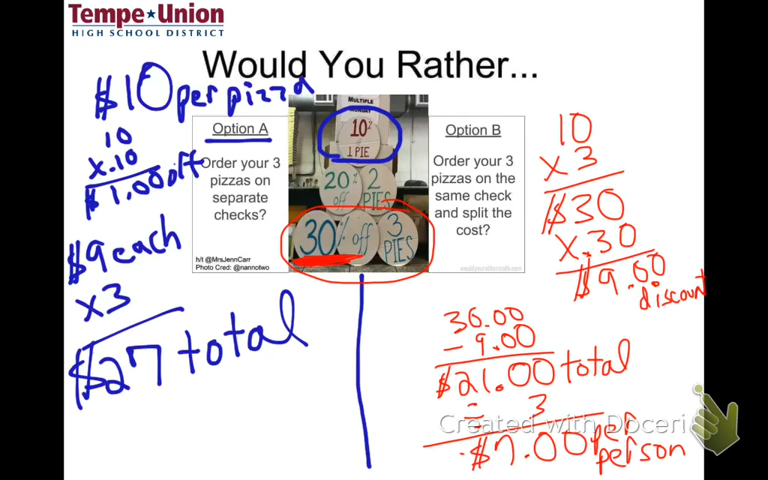 Tempe★Union
HIGH SCHOOL DISTRICT
Would You Rather...
$10 per pizza
10
x.10
$1.00 off
$9 each
x3
$27 total
Option A
Order your 3
pizzas on
separate
checks?
h/t @MrsJennCarr
Photo Cred: @nannotwo
MULTIPLE
10%
1 PIE
20%
off
2
PIES
30% off
3
PIES
Option B
Order your 3
pizzas on the
same check
and split the
cost?
wouldyourathermath.com
10
x 3
$30
x.30
$9.00
discount
30.00
- 9.00
$21.00 total
÷ 3
$7.00 per
person
Created with Doceri